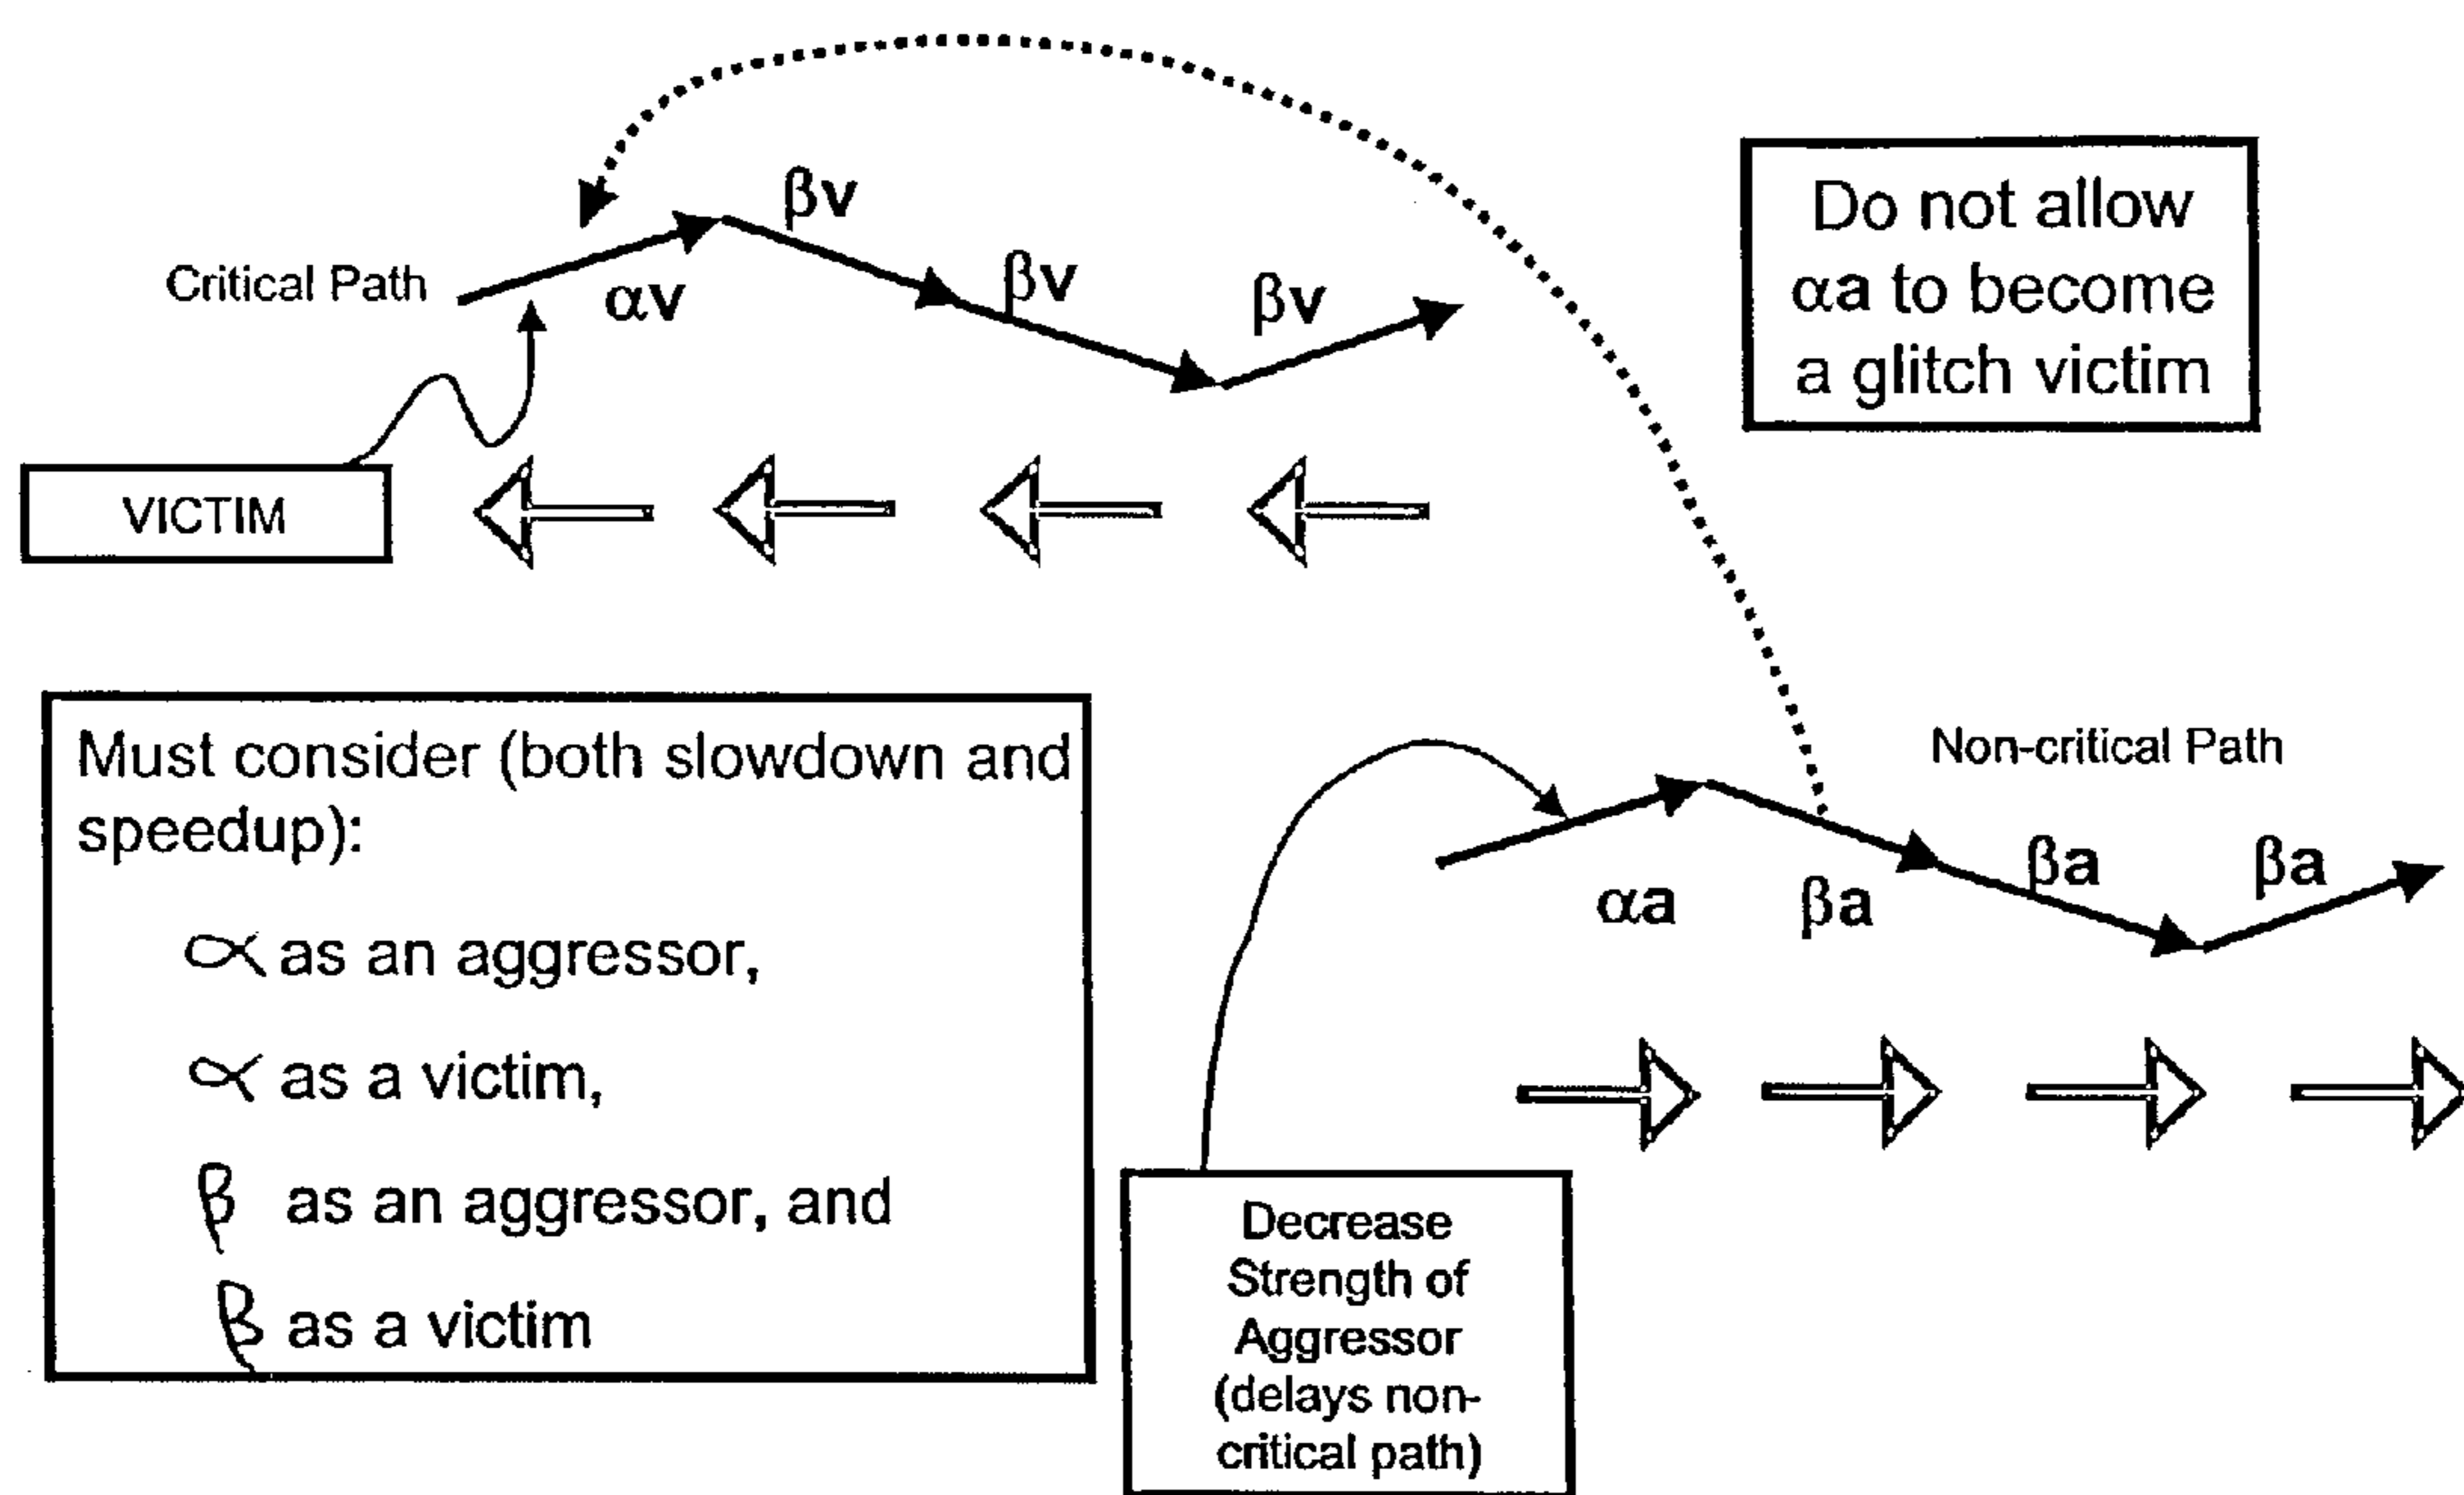 βv
Critical Path
αv
βv
βv
Do not allow
αa to become
a glitch victim
VICTIM
Must consider (both slowdown and
speedup):
α as an aggressor,
α as a victim,
β as an aggressor, and
β as a victim
Non-critical Path
αa
βa
βa
βa
Decrease
Strength of
Aggressor
(delays non-
critical path)